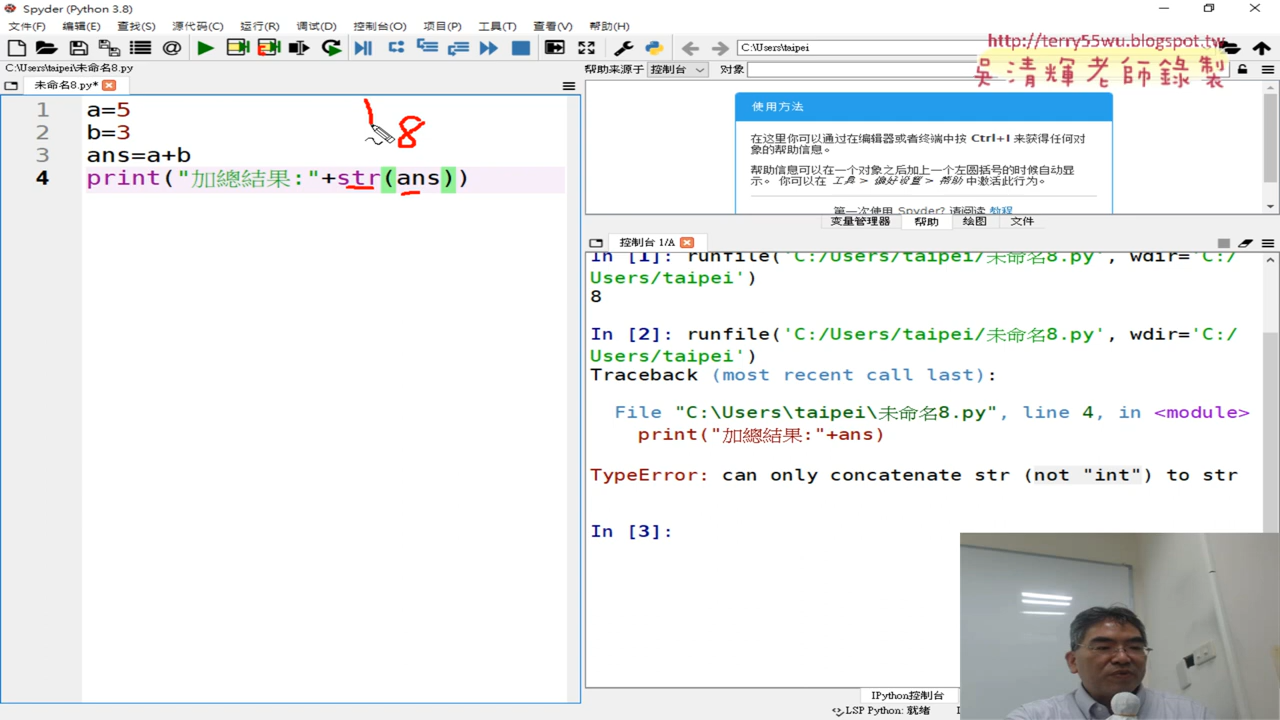 Spyder (Python 3.8)
文件(F) 编辑(E) 查找(S) 源代码(C) 运行(R) 调试(D) 控制台(O) 项目(P) 工具(T) 查看(V) 帮助(H)
C:\Users\taipei
http://terry55wu.blogspot.tw
吳清輝老師錄製
C:\Users\taipei\未命名8.py
帮助来源于 控制台 对象
未命名8.py*
1 a=5
2 b=3
3 ans=a+b
4 print("加總結果:"+str(ans))
8
使用方法
在这里你可以通过在编辑器或者终端中按 Ctrl+I 来获得任何对
象的帮助信息。
帮助信息可以在一个对象之后加上一个左圆括号的时候自动显
示。 你可以在 工具 > 偏好设置 > 帮助 中激活此行为。
第一次使用 Spyder? 请阅读 教程
变量管理器 帮助 绘图 文件
控制台 1/A
In [1]: runfile('C:/Users/taipei/未命名8.py', wdir='C:/
Users/taipei')
8
In [2]: runfile('C:/Users/taipei/未命名8.py', wdir='C:/
Users/taipei')
Traceback (most recent call last):
File "C:\Users\taipei\未命名8.py", line 4, in <module>
print("加總結果:"+ans)
TypeError: can only concatenate str (not "int") to str
In [3]:
IPython控制台
LSP Python: 就绪